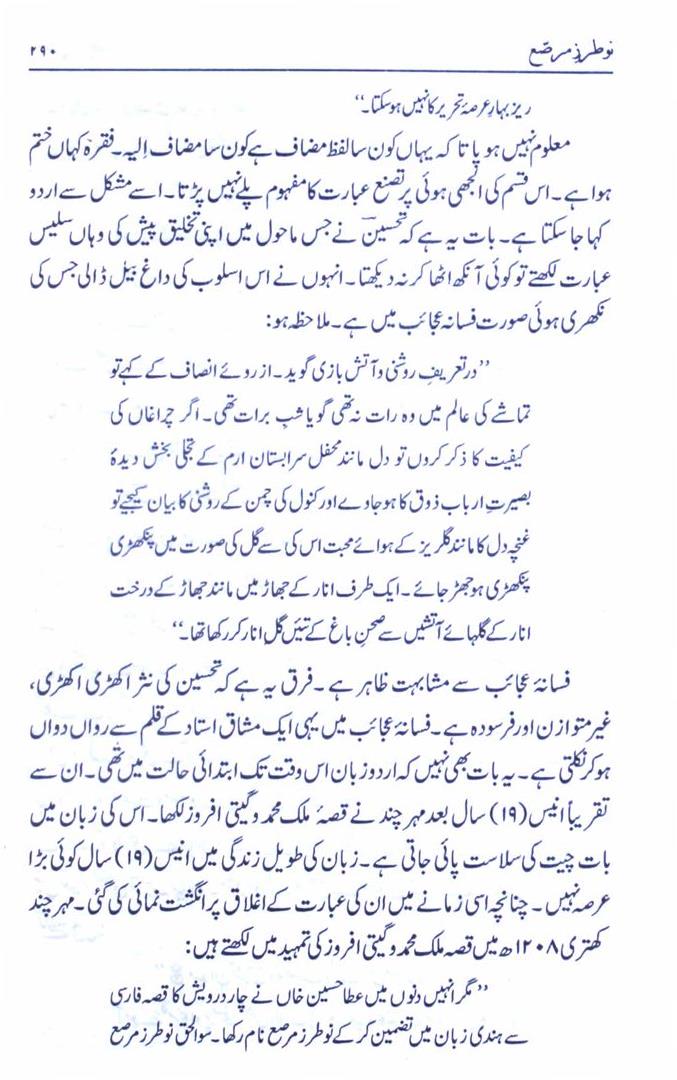 نو طرزِ مرصّع
۲۹۰
ریز بہارِ عرصۂ تحریر کا نہیں ہو سکتا۔‘‘
معلوم نہیں ہو پاتا کہ یہاں کون سا لفظ مضاف ہے کون سا مضاف اِلیہ۔ فقرہ کہاں ختم
ہوا ہے۔ اس قسم کی الجھی ہوئی پر تصنع عبارت کا مفہوم پلے نہیں پڑتا۔ اسے مشکل سے اردو
کہا جا سکتا ہے۔ بات یہ ہے کہ تحسین نے جس ماحول میں اپنی تخلیق پیش کی وہاں سلیس
عبارت لکھتے تو کوئی آنکھ اٹھا کر نہ دیکھتا۔ انہوں نے اس اسلوب کی داغ بیل ڈالی جس کی
نکھری ہوئی صورت فسانہ عجائب میں ہے۔ ملاحظہ ہو:
’’در تعریفِ روشنی و آتش بازی گوید۔ از روئے انصاف کے کہے تو
تماشے کی عالم میں وہ رات نہ تھی گویا شبِ برات تھی۔ اگر چراغاں کی
کیفیت کا ذکر کروں تو دل مانند محفل سرابستان ارم کے تجلی بخش دیدۂ
بصیرتِ ارباب ذوق کا ہو جاوے اور کنول کی چمن کے روشنی کا بیان کیجیے تو
غنچہ دل کا مانند گلریز کے ہوائے محبت اس کی سے گل کی صورت میں پنکھڑی
پنکھڑی ہو جھڑ جائے۔ ایک طرف انار کے جھاڑ میں مانند جھاڑ کے درخت
انار کے گلہائے آتشیں سے صحنِ باغ کے تئیں گلِ انار کر رکھا تھا۔‘‘
فسانۂ عجائب سے مشابہت ظاہر ہے۔ فرق یہ ہے کہ تحسین کی نثر اکھڑی اکھڑی،
غیر متوازن اور فرسودہ ہے۔ فسانۂ عجائب میں یہی ایک مشاق استاد کے قلم سے رواں دواں
ہو کر نکلتی ہے۔ یہ بات بھی نہیں کہ اردو زبان اس وقت تک ابتدائی حالت میں تھی۔ ان سے
تقریباً انیس (۱۹) سال بعد مہر چند نے قصۂ ملک محمد و گیتی افروز لکھا۔ اس کی زبان میں
بات چیت کی سلاست پائی جاتی ہے۔ زبان کی طویل زندگی میں انیس (۱۹) سال کوئی بڑا
عرصہ نہیں۔ چنانچہ اسی زمانے میں ان کی عبارت کے اغلاق پر انگشت نمائی کی گئی۔ مہر چند
کھتری ۱۲۰۸ھ میں قصہ ملک محمد و گیتی افروز کی تمہید میں لکھتے ہیں:
’’مگر انہیں دنوں میں عطا حسین خاں نے چار درویش کا قصہ فارسی
سے ہندی زبان میں تضمین کر کے نو طرز مرصع نام رکھا۔ سو الحق نو طرز مرصع